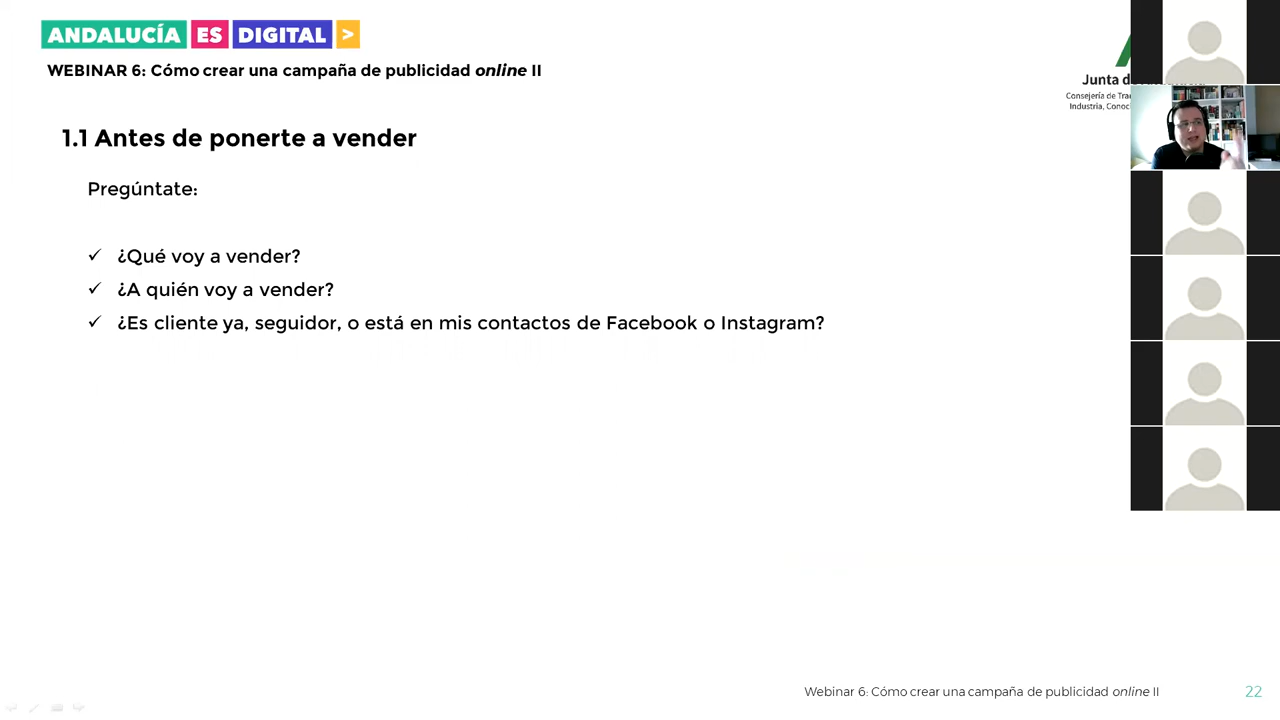 ANDALUCÍA ES DIGITAL >
WEBINAR 6: Cómo crear una campaña de publicidad online II
Junta d
Consejería de Tra
Industria, Conoc
1.1 Antes de ponerte a vender
Pregúntate:
✓ ¿Qué voy a vender?
✓ ¿A quién voy a vender?
✓ ¿Es cliente ya, seguidor, o está en mis contactos de Facebook o Instagram?
Webinar 6: Cómo crear una campaña de publicidad online II
22